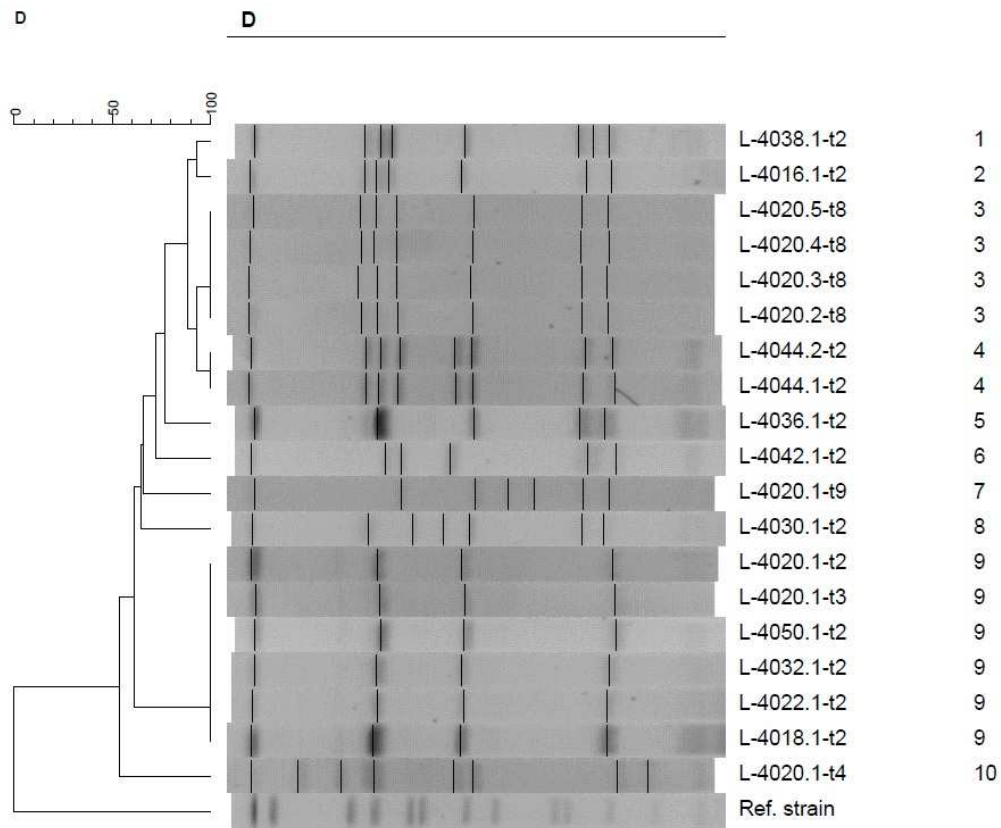 D
D
0
50
100
L-4038.1-t2 1
L-4016.1-t2 2
L-4020.5-t8 3
L-4020.4-t8 3
L-4020.3-t8 3
L-4020.2-t8 3
L-4044.2-t2 4
L-4044.1-t2 4
L-4036.1-t2 5
L-4042.1-t2 6
L-4020.1-t9 7
L-4030.1-t2 8
L-4020.1-t2 9
L-4020.1-t3 9
L-4050.1-t2 9
L-4032.1-t2 9
L-4022.1-t2 9
L-4018.1-t2 9
L-4020.1-t4 10
Ref. strain